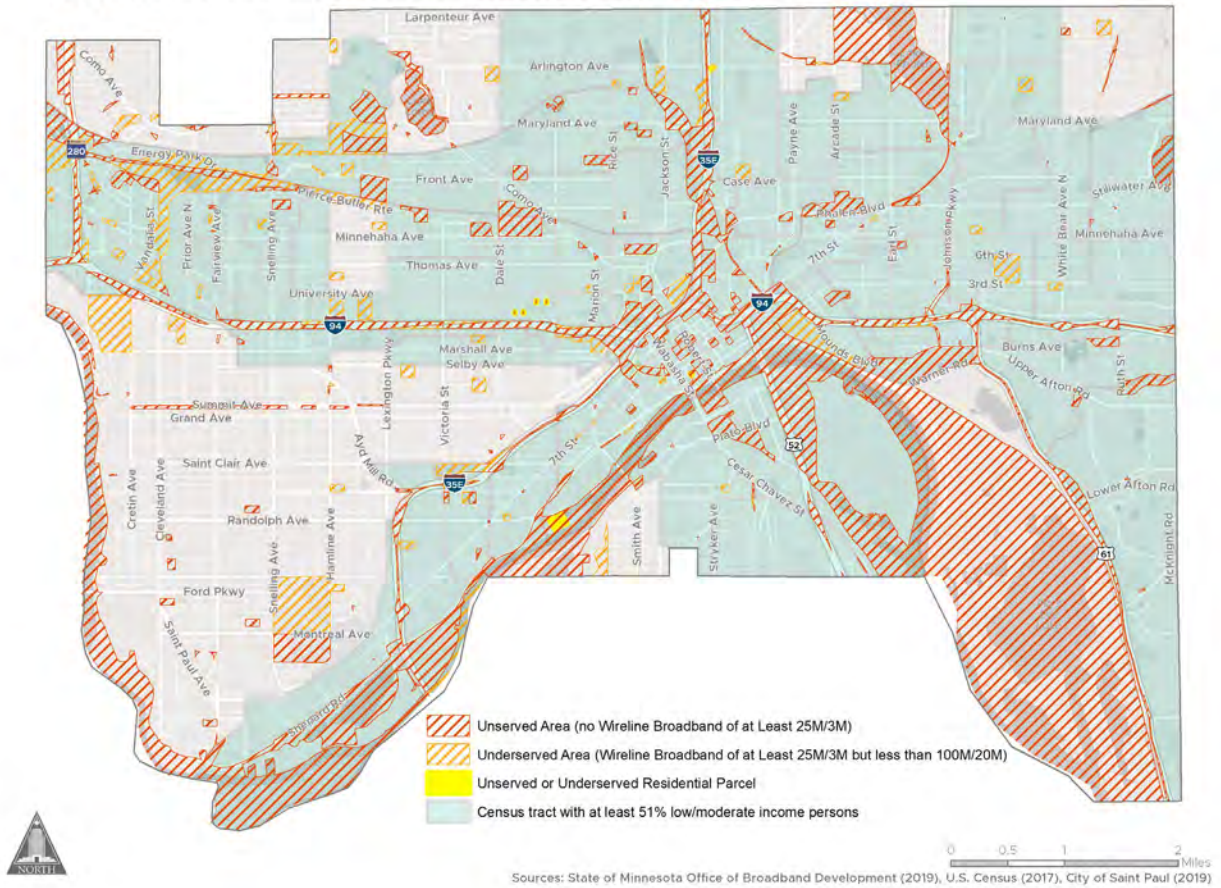 Larpenteur Ave
Como Ave
Arlington Ave
Maryland Ave
Rice St
Jackson St
Payne Ave
Arcade St
Maryland Ave
280
Energy Park Dr
35E
Front Ave
Case Ave
Stillwater Ave
Pierce Butler Rte
Como Ave
Phalen Blvd
Johnson Pkwy
White Bear Ave N
Vandalia St
Prior Ave N
Fairview Ave
Snelling Ave
Minnehaha Ave
Dale St
7th St
Earl St
Minnehaha Ave
Thomas Ave
Marion St
6th St
3rd St
University Ave
94
94
Marshall Ave
Selby Ave
Robert St
Wabasha St
Mounds Blvd
Burns Ave
Warner Rd
Upper Afton Rd
Ruth St
Lexington Pkwy
Victoria St
Summit Ave
Grand Ave
Ayd Mill Rd
7th St
Plato Blvd
52
Saint Clair Ave
Cesar Chavez St
35E
Lower Afton Rd
Cretin Ave
Cleveland Ave
Randolph Ave
Hamline Ave
Smith Ave
Stryker Ave
61
McKnight Rd
Snelling Ave
Ford Pkwy
Montreal Ave
Saint Paul Ave
Shepard Rd
Unserved Area (no Wireline Broadband of at Least 25M/3M)
Underserved Area (Wireline Broadband of at Least 25M/3M but less than 100M/20M)
Unserved or Underserved Residential Parcel
Census tract with at least 51% low/moderate income persons
NORTH
0 0.5 1 2
Miles
Sources: State of Minnesota Office of Broadband Development (2019), U.S. Census (2017), City of Saint Paul (2019)